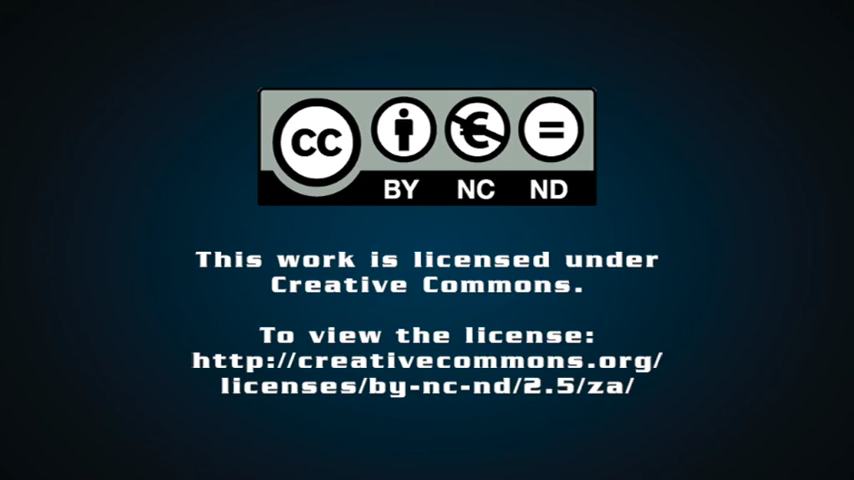 CC
BY NC ND
This work is licensed under
Creative Commons.
To view the license:
http://creativecommons.org/
licenses/by-nc-nd/2.5/za/